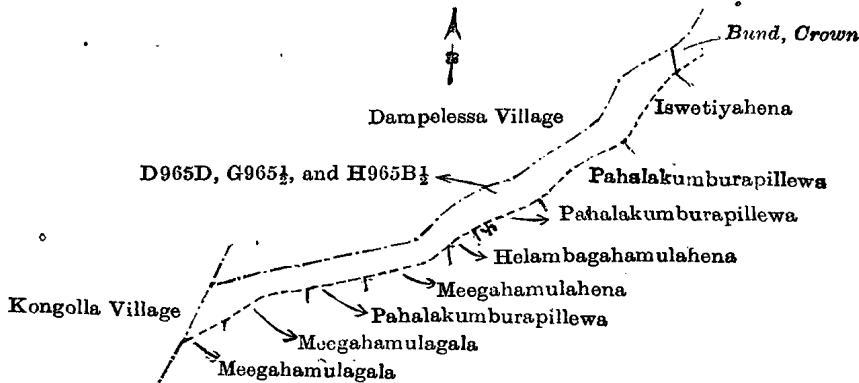 Bund, Crown
Iswetiyahena
Dampelessa Village
D965D, G965½, and H965B½
Pahalakumburapillewa
Pahalakumburapillewa
Helambagahamulahena
Meegahamulahena
Kongolla Village
Pahalakumburapillewa
Meegahamulagala
Meegahamulagala